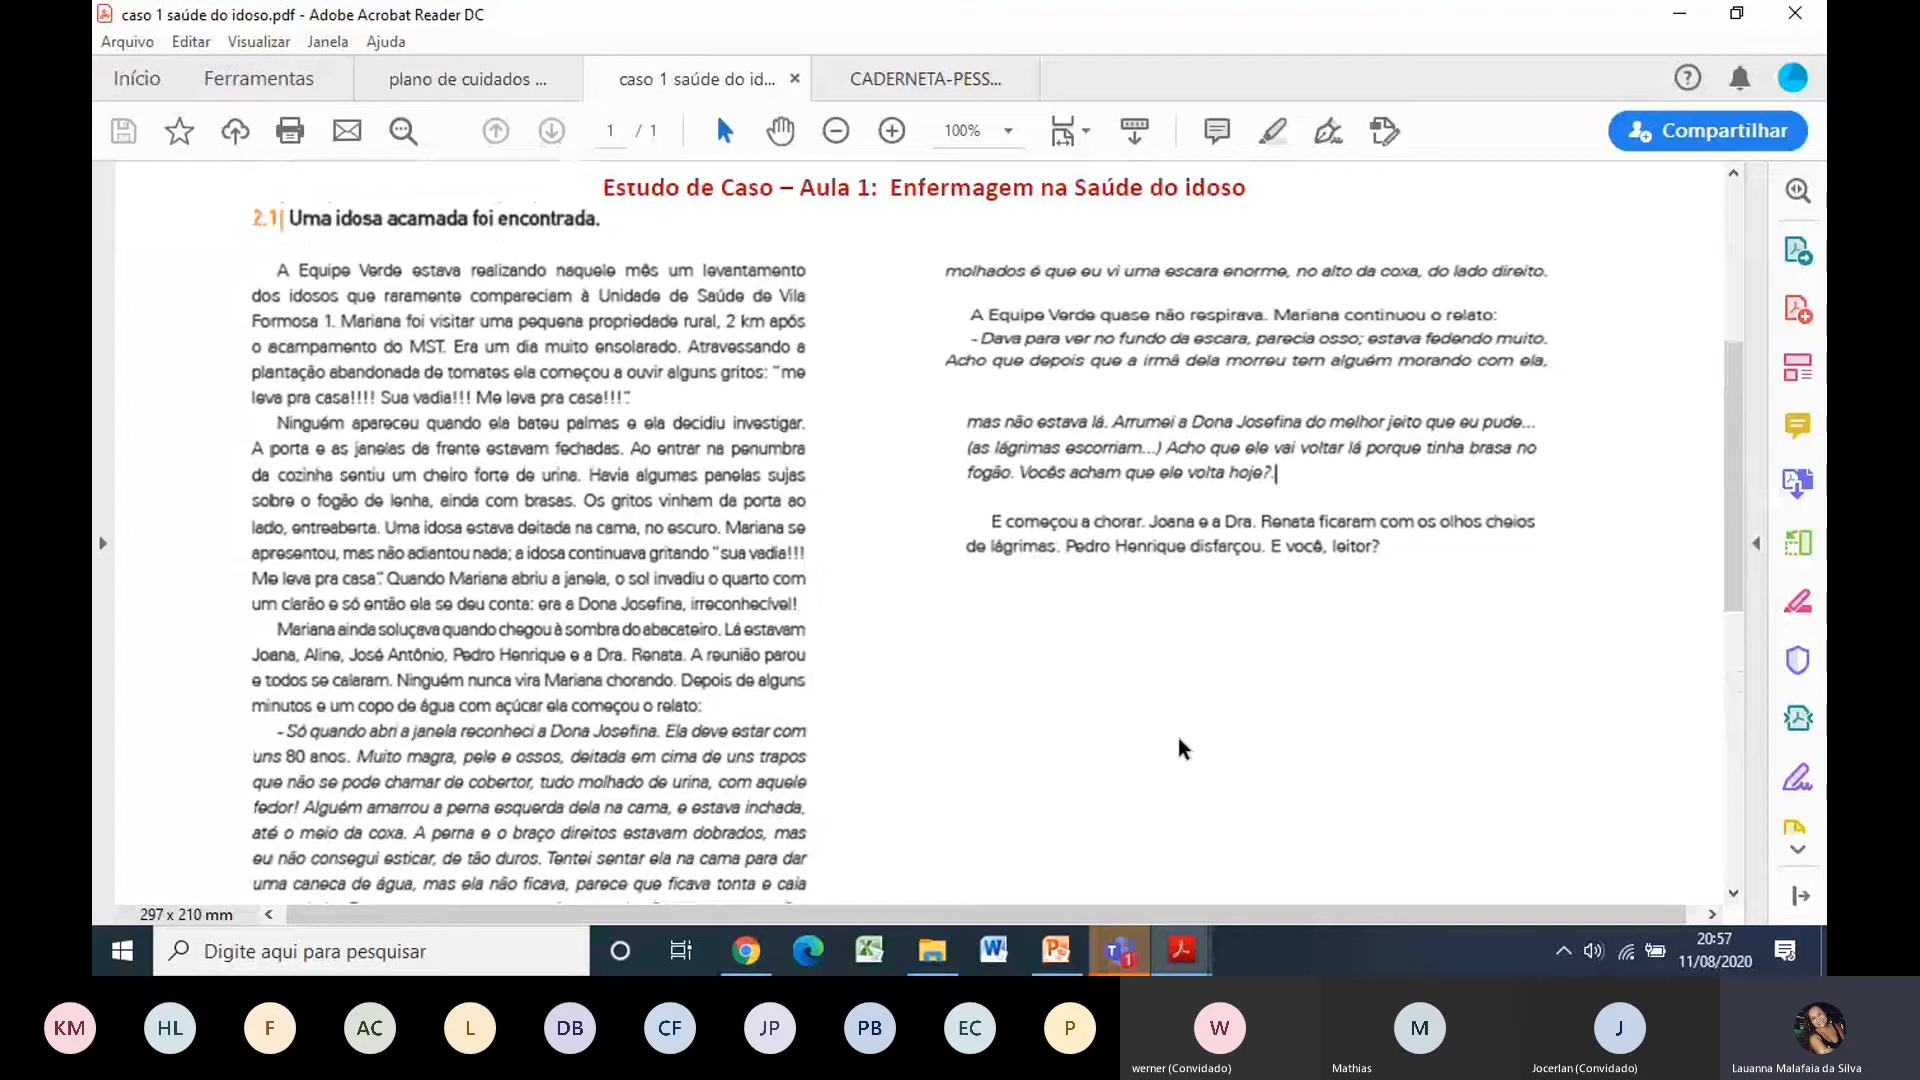 caso 1 saúde do idoso.pdf - Adobe Acrobat Reader DC
Arquivo Editar Visualizar Janela Ajuda
Início Ferramentas plano de cuidados ... caso 1 saúde do id... CADERNETA-PESS...
1 / 1 100% Compartilhar
Estudo de Caso – Aula 1: Enfermagem na Saúde do idoso
2.1| Uma idosa acamada foi encontrada.
A Equipe Verde estava realizando naquele mês um levantamento
dos idosos que raramente compareciam à Unidade de Saúde de Vila
Formosa 1. Mariana foi visitar uma pequena propriedade rural, 2 km após
o acampamento do MST. Era um dia muito ensolarado. Atravessando a
plantação abandonada de tomates ela começou a ouvir alguns gritos: "me
leva pra casa!!!! Sua vadia!!! Me leva pra casa!!!".
Ninguém apareceu quando ela bateu palmas e ela decidiu investigar.
A porta e as janelas da frente estavam fechadas. Ao entrar na penumbra
da cozinha sentiu um cheiro forte de urina. Havia algumas panelas sujas
sobre o fogão de lenha, ainda com brasas. Os gritos vinham da porta ao
lado, entreaberta. Uma idosa estava deitada na cama, no escuro. Mariana se
apresentou, mas não adiantou nada; a idosa continuava gritando "sua vadia!!!
Me leva pra casa". Quando Mariana abriu a janela, o sol invadiu o quarto com
um clarão e só então ela se deu conta: era a Dona Josefina, irreconhecível!
Mariana ainda soluçava quando chegou à sombra do abacateiro. Lá estavam
Joana, Aline, José Antônio, Pedro Henrique e a Dra. Renata. A reunião parou
e todos se calaram. Ninguém nunca vira Mariana chorando. Depois de alguns
minutos e um copo de água com açúcar ela começou o relato:
- Só quando abri a janela reconheci a Dona Josefina. Ela deve estar com
uns 80 anos. Muito magra, pele e ossos, deitada em cima de uns trapos
que não se pode chamar de cobertor, tudo molhado de urina, com aquele
fedor! Alguém amarrou a perna esquerda dela na cama, e estava inchada,
até o meio da coxa. A perna e o braço direitos estavam dobrados, mas
eu não consegui esticar, de tão duros. Tentei sentar ela na cama para dar
uma caneca de água, mas ela não ficava, parece que ficava tonta e caia
molhados é que eu vi uma escara enorme, no alto da coxa, do lado direito.
A Equipe Verde quase não respirava. Mariana continuou o relato:
- Dava para ver no fundo da escara, parecia osso; estava fedendo muito.
Acho que depois que a irmã dela morreu tem alguém morando com ela,
mas não estava lá. Arrumei a Dona Josefina do melhor jeito que eu pude...
(as lágrimas escorriam...) Acho que ele vai voltar lá porque tinha brasa no
fogão. Vocês acham que ele volta hoje?.
E começou a chorar. Joana e a Dra. Renata ficaram com os olhos cheios
de lágrimas. Pedro Henrique disfarçou. E você, leitor?
297 x 210 mm
Digite aqui para pesquisar
20:57
11/08/2020
KM HL F AC L DB CF JP PB EC P W M J
werner (Convidado) Mathias Jocerlan (Convidado) Lauanna Malafaia da Silva